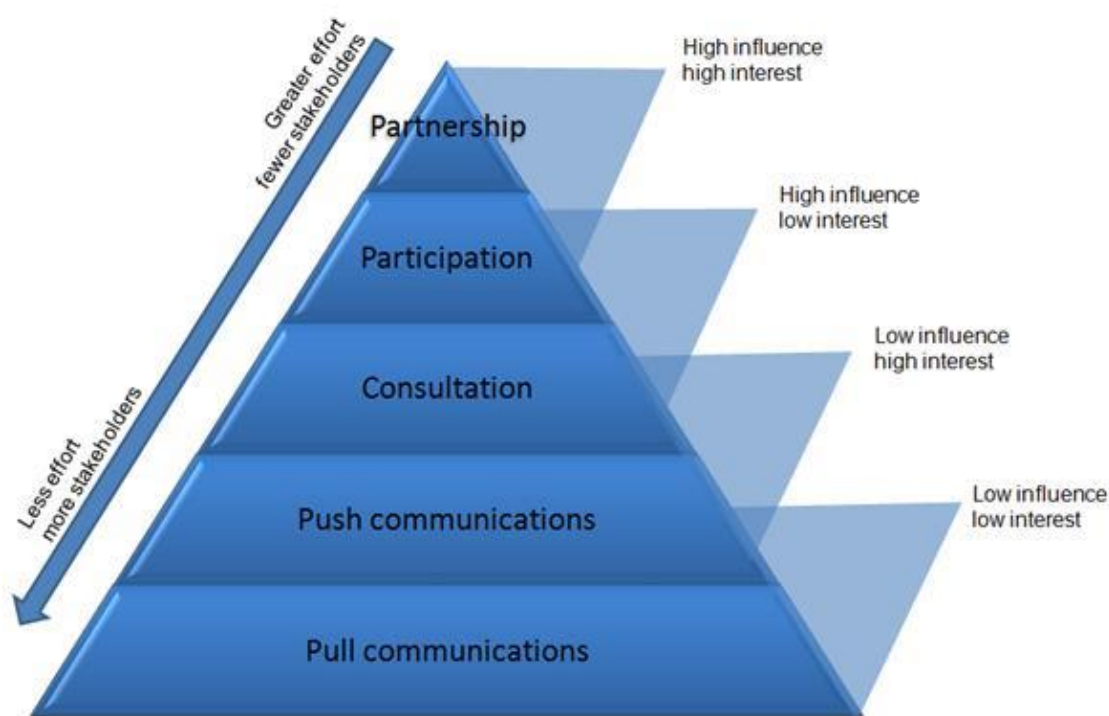 Greater effort
fewer stakeholders
High influence
high interest
Partnership
High influence
low interest
Participation
Low influence
high interest
Consultation
Less effort
more stakeholders
Low influence
low interest
Push communications
Pull communications